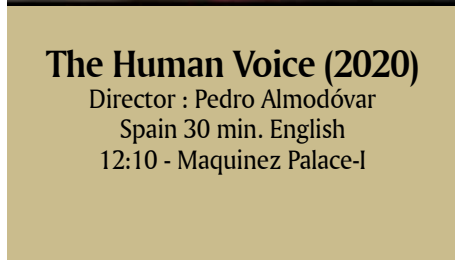 The Human Voice (2020)
Director : Pedro Almodóvar
Spain 30 min. English
12:10 - Maquinez Palace-I